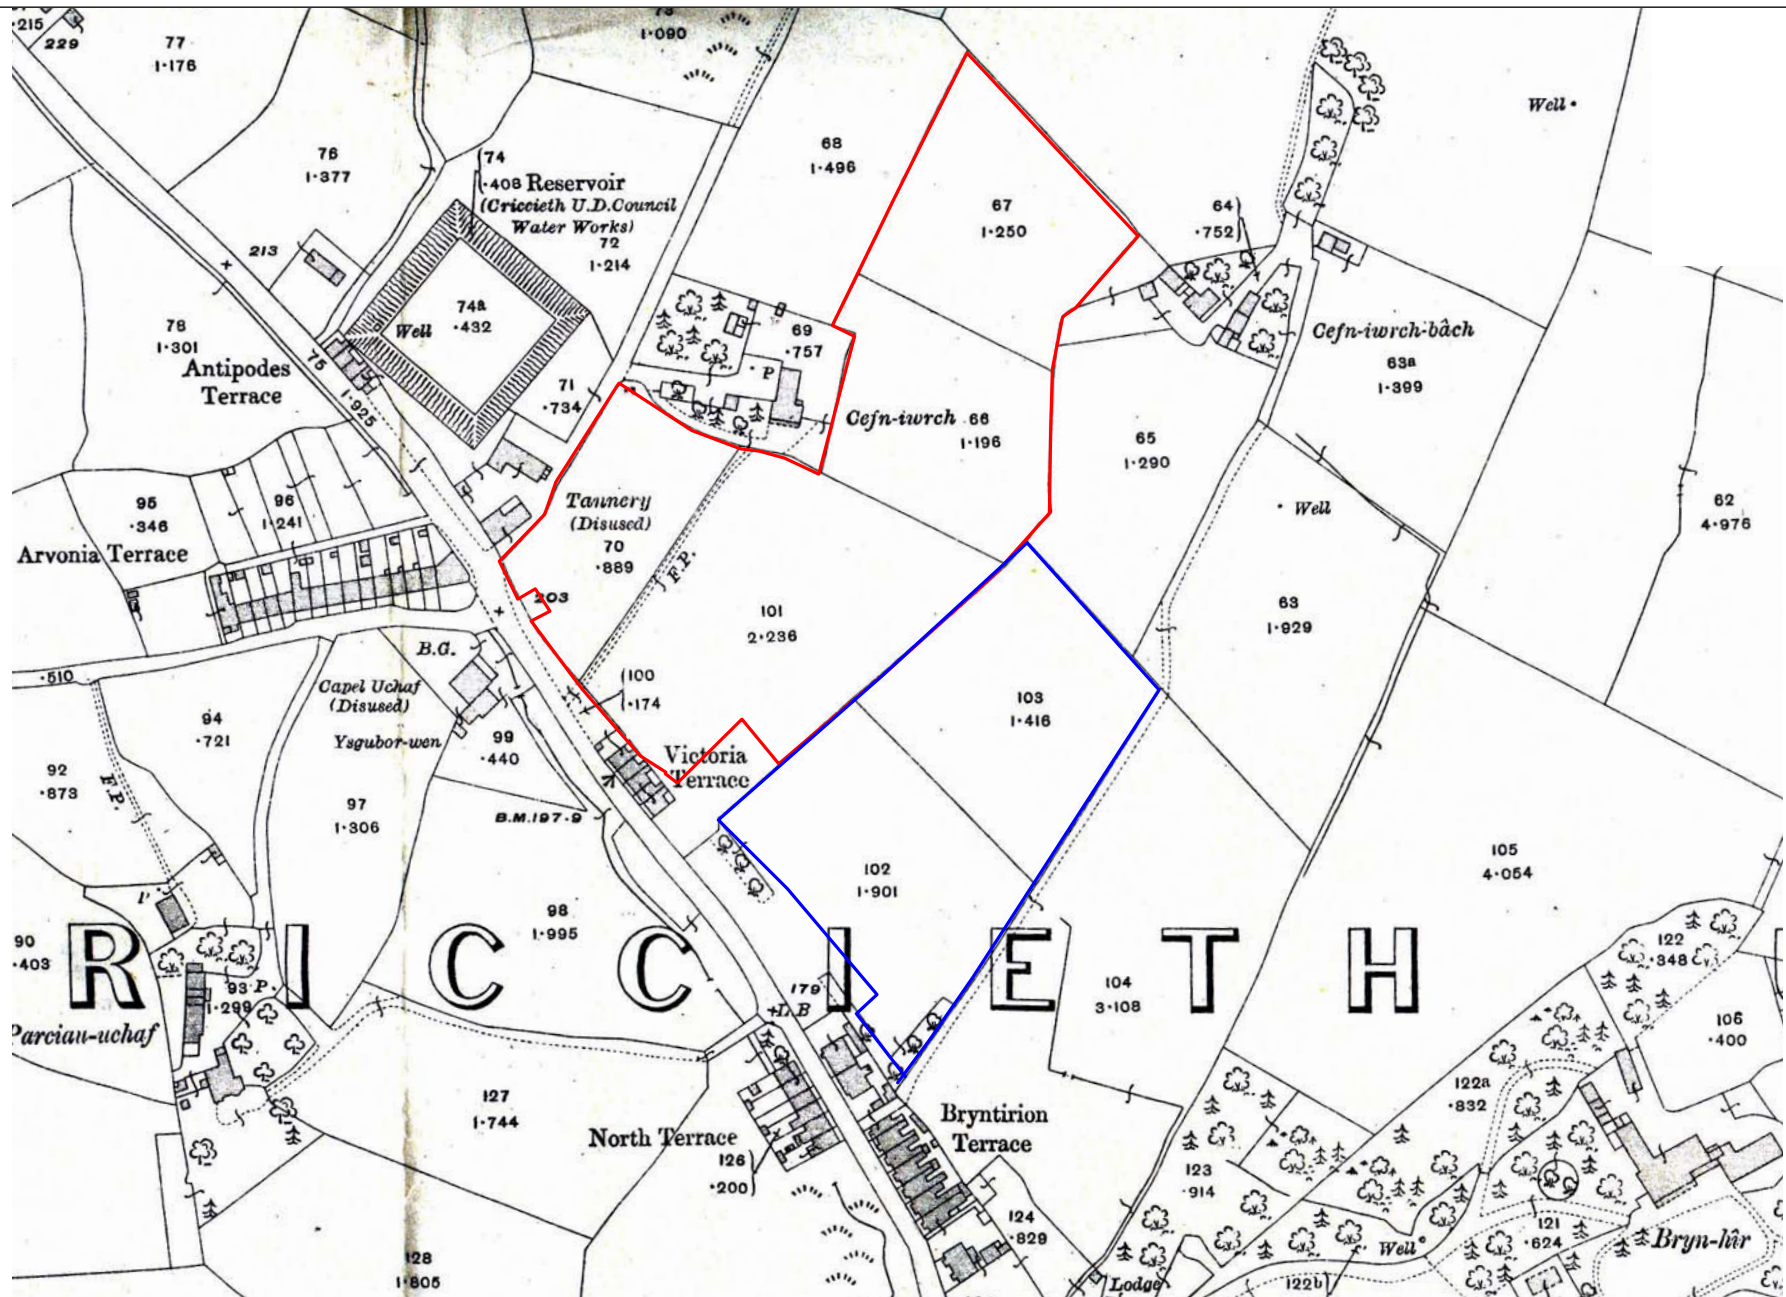 215
229
77
1·176
1·090
76
1·377
74
·408 Reservoir
(Criccieth U.D. Council
Water Works)
72
1·214
68
1·496
67
1·250
64
·752
Well
213
74a
·432
Well
78
1·301
Antipodes
Terrace
75
1·925
71
·734
69
·757
P
Cefn-iwrch
66
1·196
65
1·290
Cefn-iwrch-bâch
63a
1·399
62
4·976
Well
95
·346
96
1·241
Arvonia Terrace
Tannery
(Disused)
70
·889
F.P.
203
101
2·236
63
1·929
B.G.
·510
Capel Uchaf
(Disused)
Ysgubor-wen
94
·721
99
·440
100
·174
Victoria
Terrace
103
1·416
92
·873
F.P.
97
1·306
B.M.197·9
102
1·901
105
4·054
P
98
1·995
90
·403
R I C C I E T H
93
1·299
P.
Parciau-uchaf
179
L.B
104
3·108
122
·348
106
·400
127
1·744
North Terrace
126
·200
Bryntirion
Terrace
122a
·832
123
·914
124
·829
121
·624
Bryn-hir
Well
128
1·805
Lodge
122b